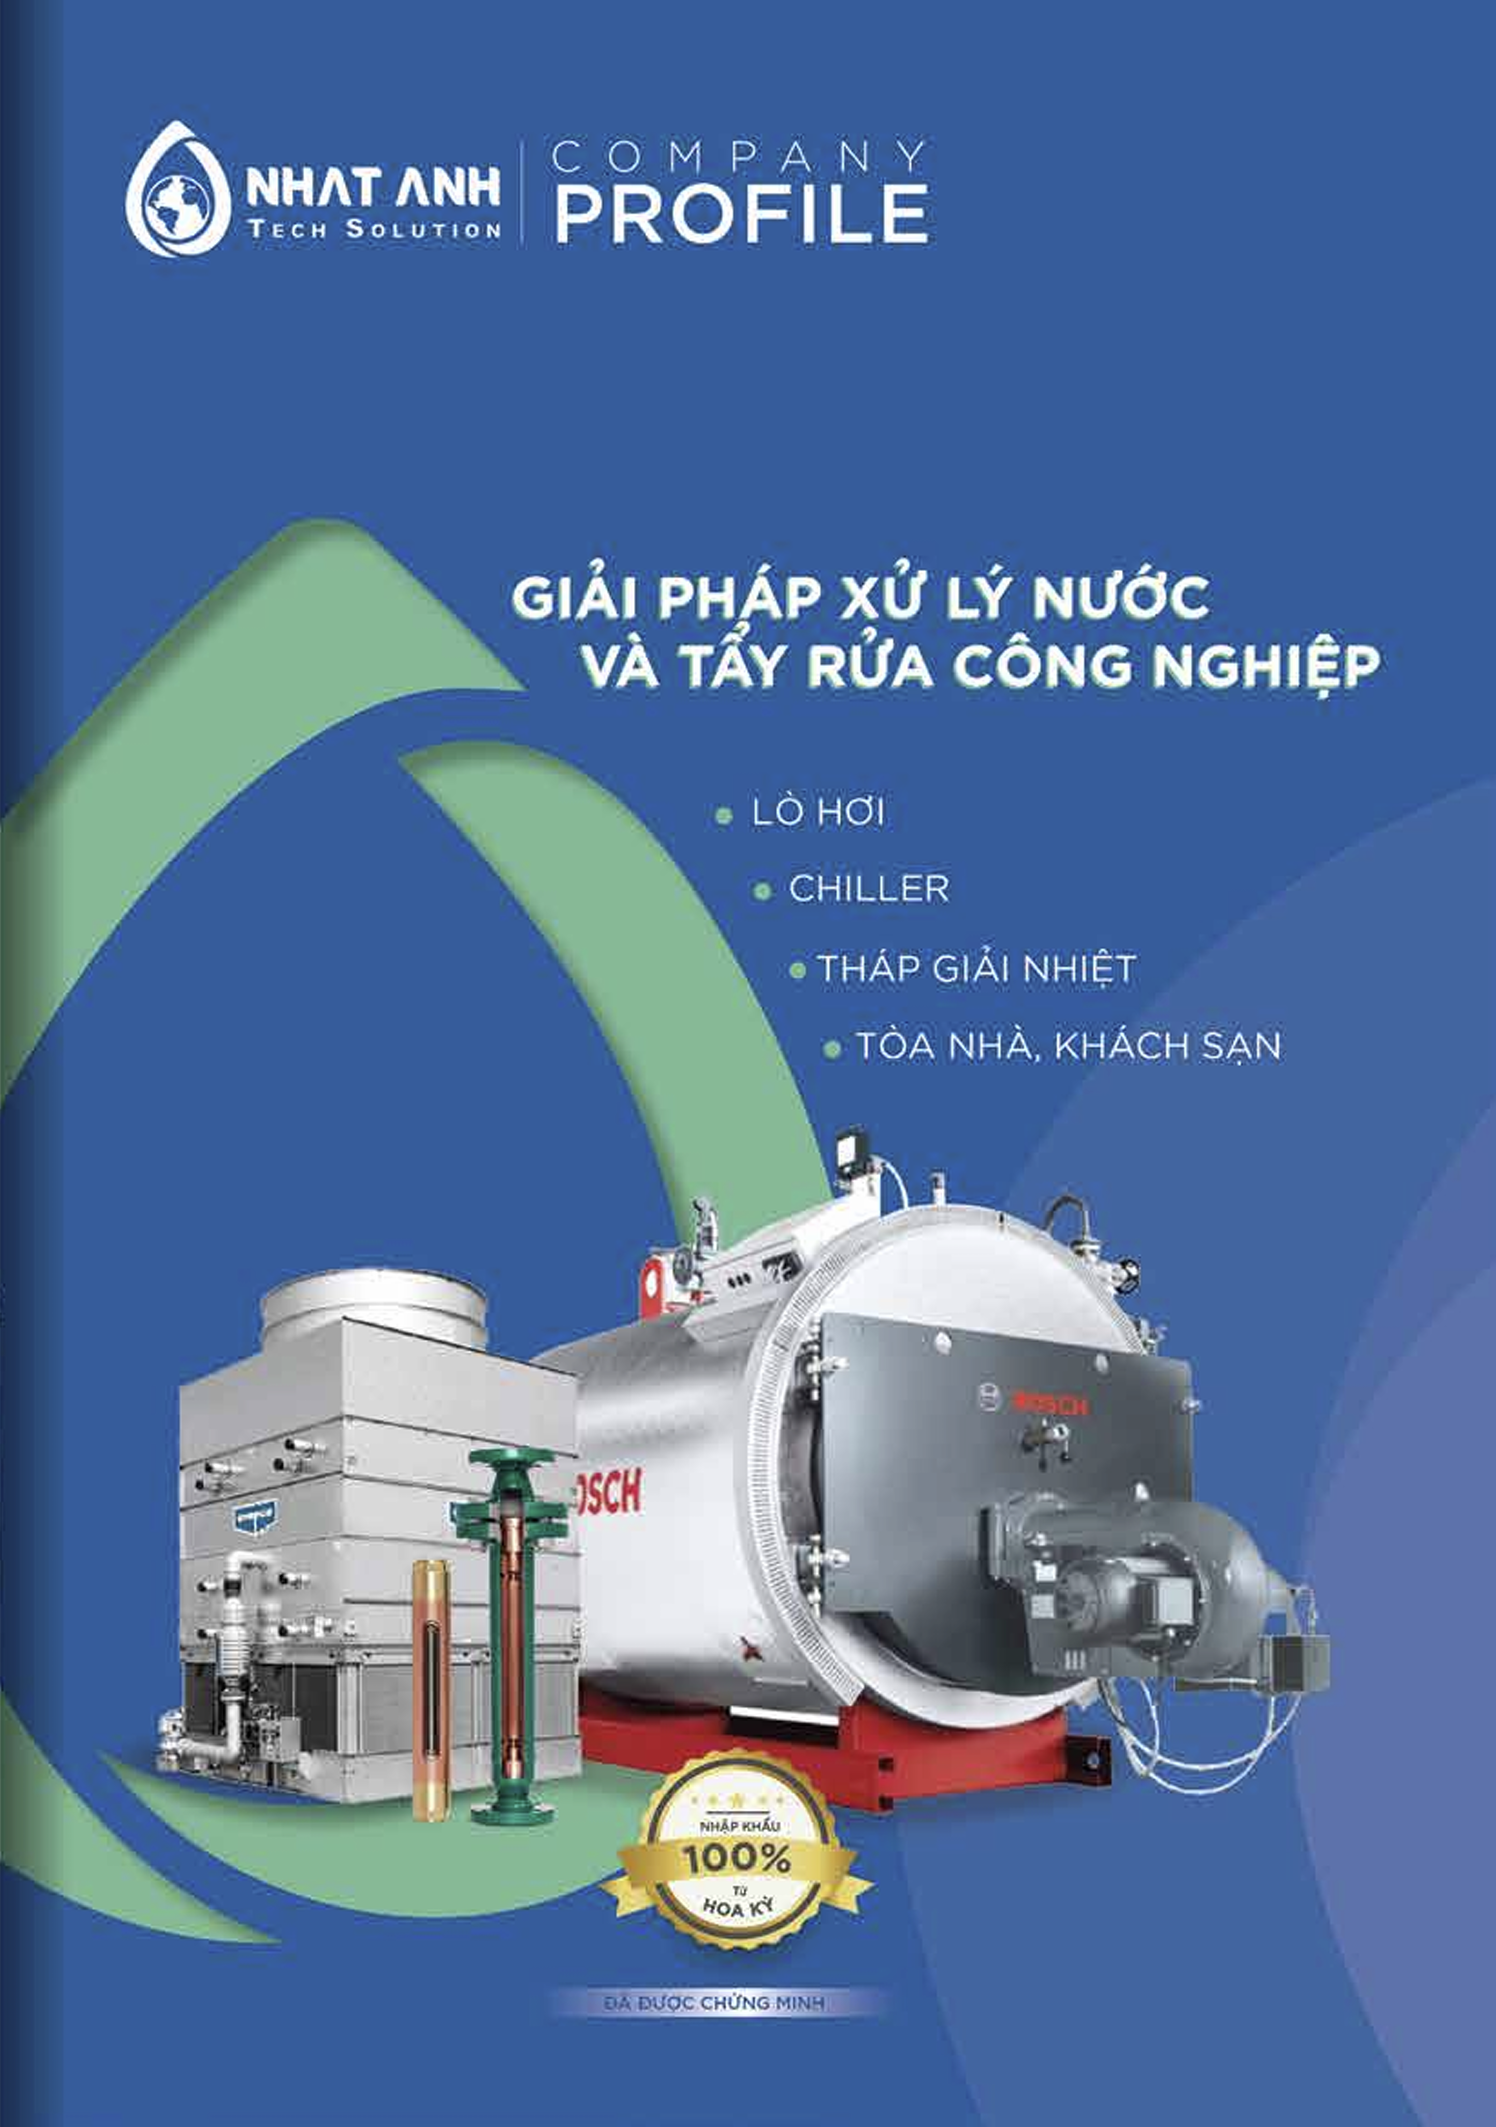 NHAT ANH
TECH SOLUTION
COMPANY
PROFILE
GIẢI PHÁP XỬ LÝ NƯỚC
VÀ TẨY RỬA CÔNG NGHIỆP
LÒ HƠI
CHILLER
THÁP GIẢI NHIỆT
TÒA NHÀ, KHÁCH SẠN
BOSCH
OSCH
NHẬP KHẨU
100%
TỪ
HOA KỲ
ĐÃ ĐƯỢC CHỨNG MINH